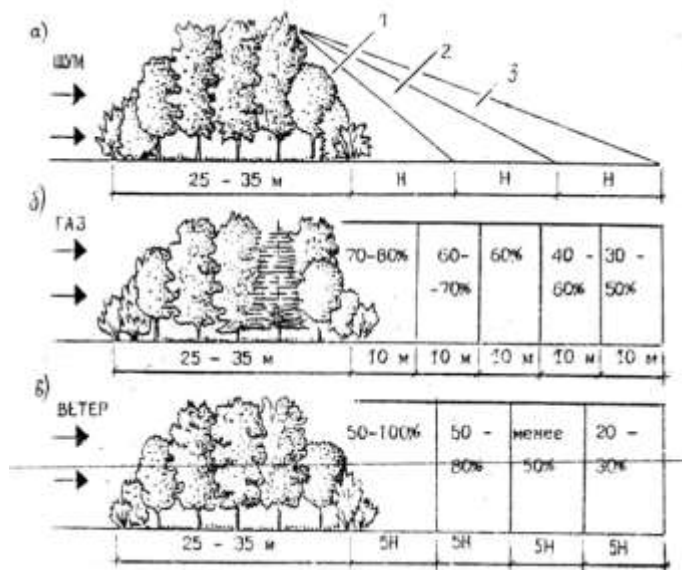 а)
ШУМ
1
2
3
25 - 35 м
Н
Н
Н
б)
ГАЗ
70-80%
60-
-70%
60%
40 -
60%
30 -
50%
25 - 35 м
10 м
10 м
10 м
10 м
10 м
в)
ВЕТЕР
50-100%
50 -
80%
менее
50%
20 -
30%
25 - 35 м
5Н
5Н
5Н
5Н